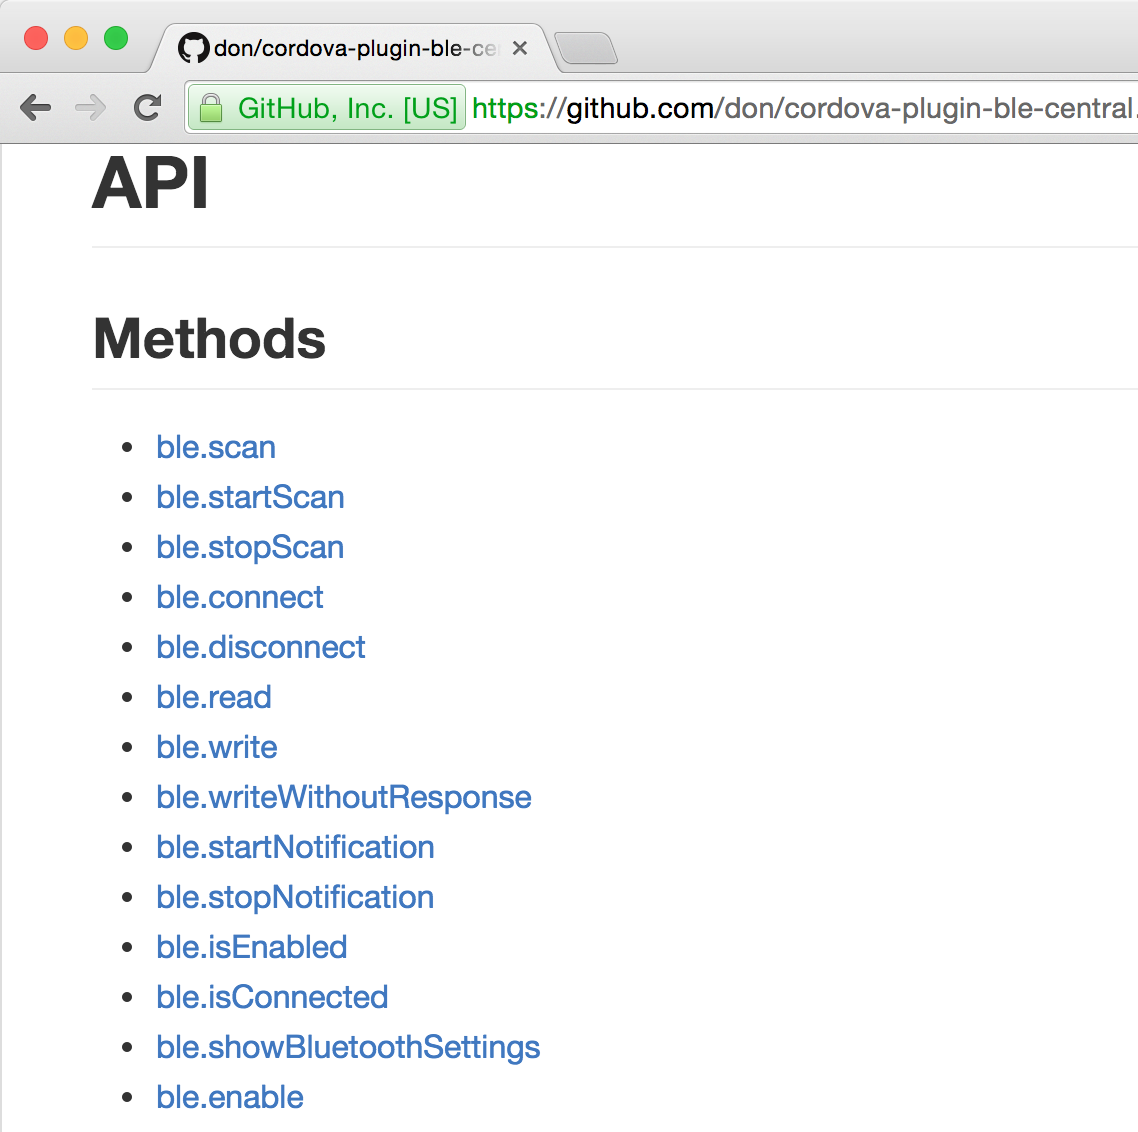 don/cordova-plugin-ble-ce
GitHub, Inc. [US] https://github.com/don/cordova-plugin-ble-central.
API
Methods
• ble.scan
• ble.startScan
• ble.stopScan
• ble.connect
• ble.disconnect
• ble.read
• ble.write
• ble.writeWithoutResponse
• ble.startNotification
• ble.stopNotification
• ble.isEnabled
• ble.isConnected
• ble.showBluetoothSettings
• ble.enable